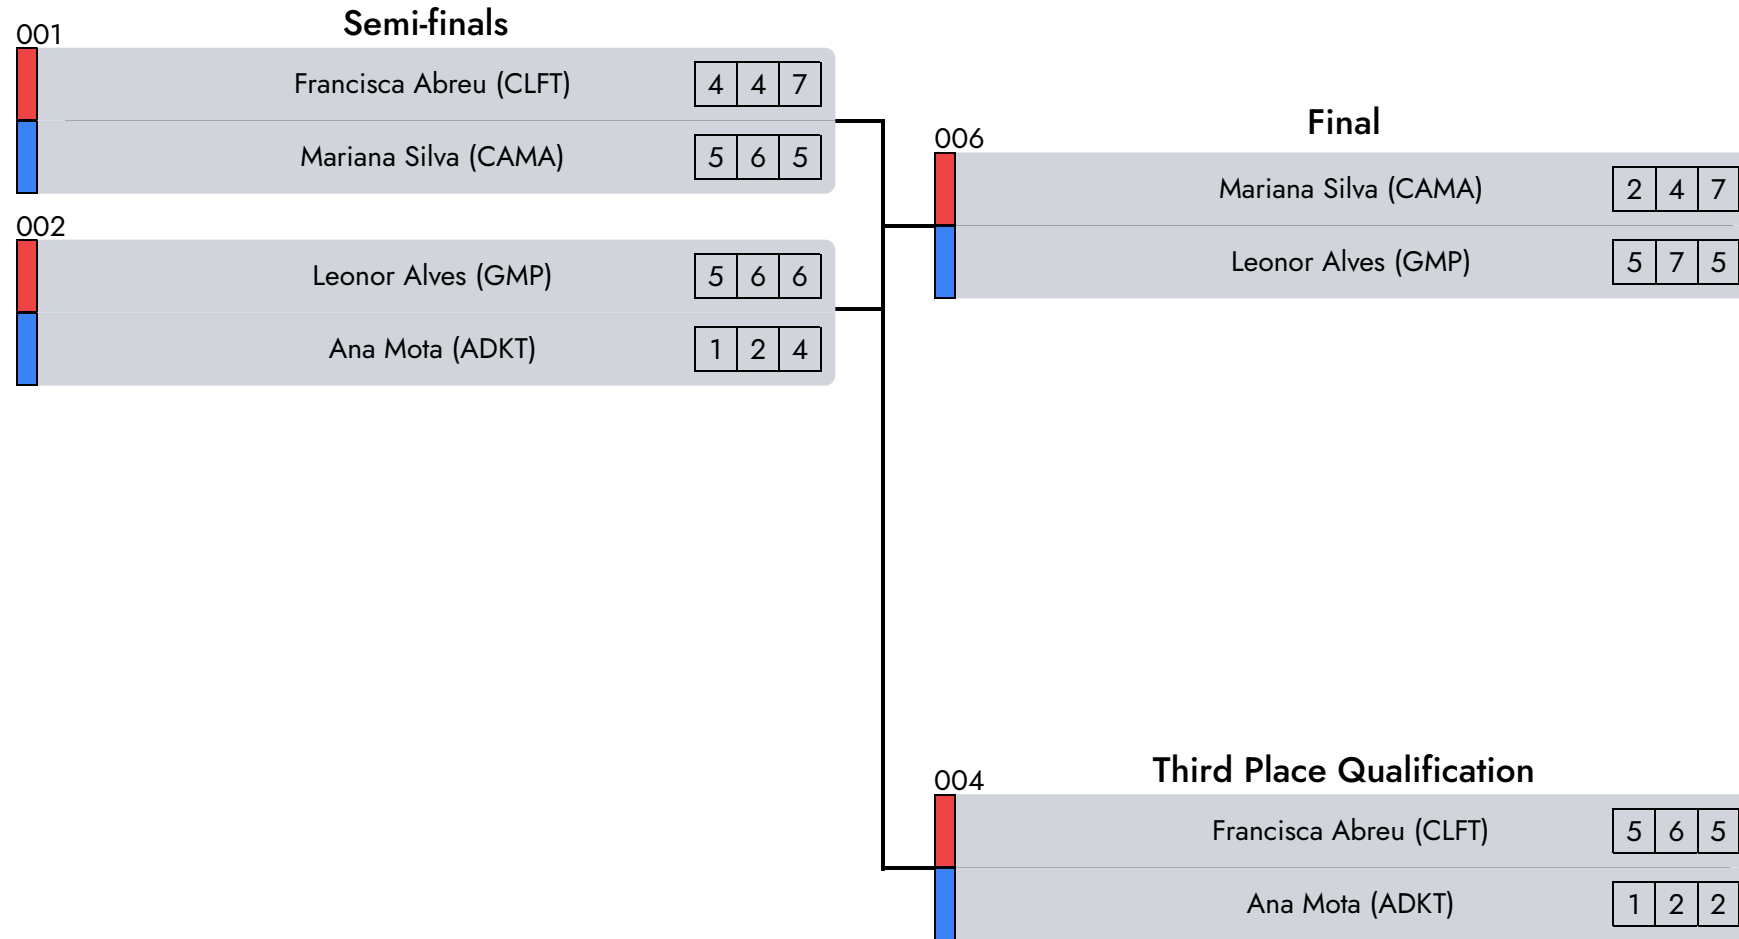 Semi-finals
001
Francisca Abreu (CLFT) 4 4 7
Mariana Silva (CAMA) 5 6 5
002
Leonor Alves (GMP) 5 6 6
Ana Mota (ADKT) 1 2 4
Final
006
Mariana Silva (CAMA) 2 4 7
Leonor Alves (GMP) 5 7 5
Third Place Qualification
004
Francisca Abreu (CLFT) 5 6 5
Ana Mota (ADKT) 1 2 2